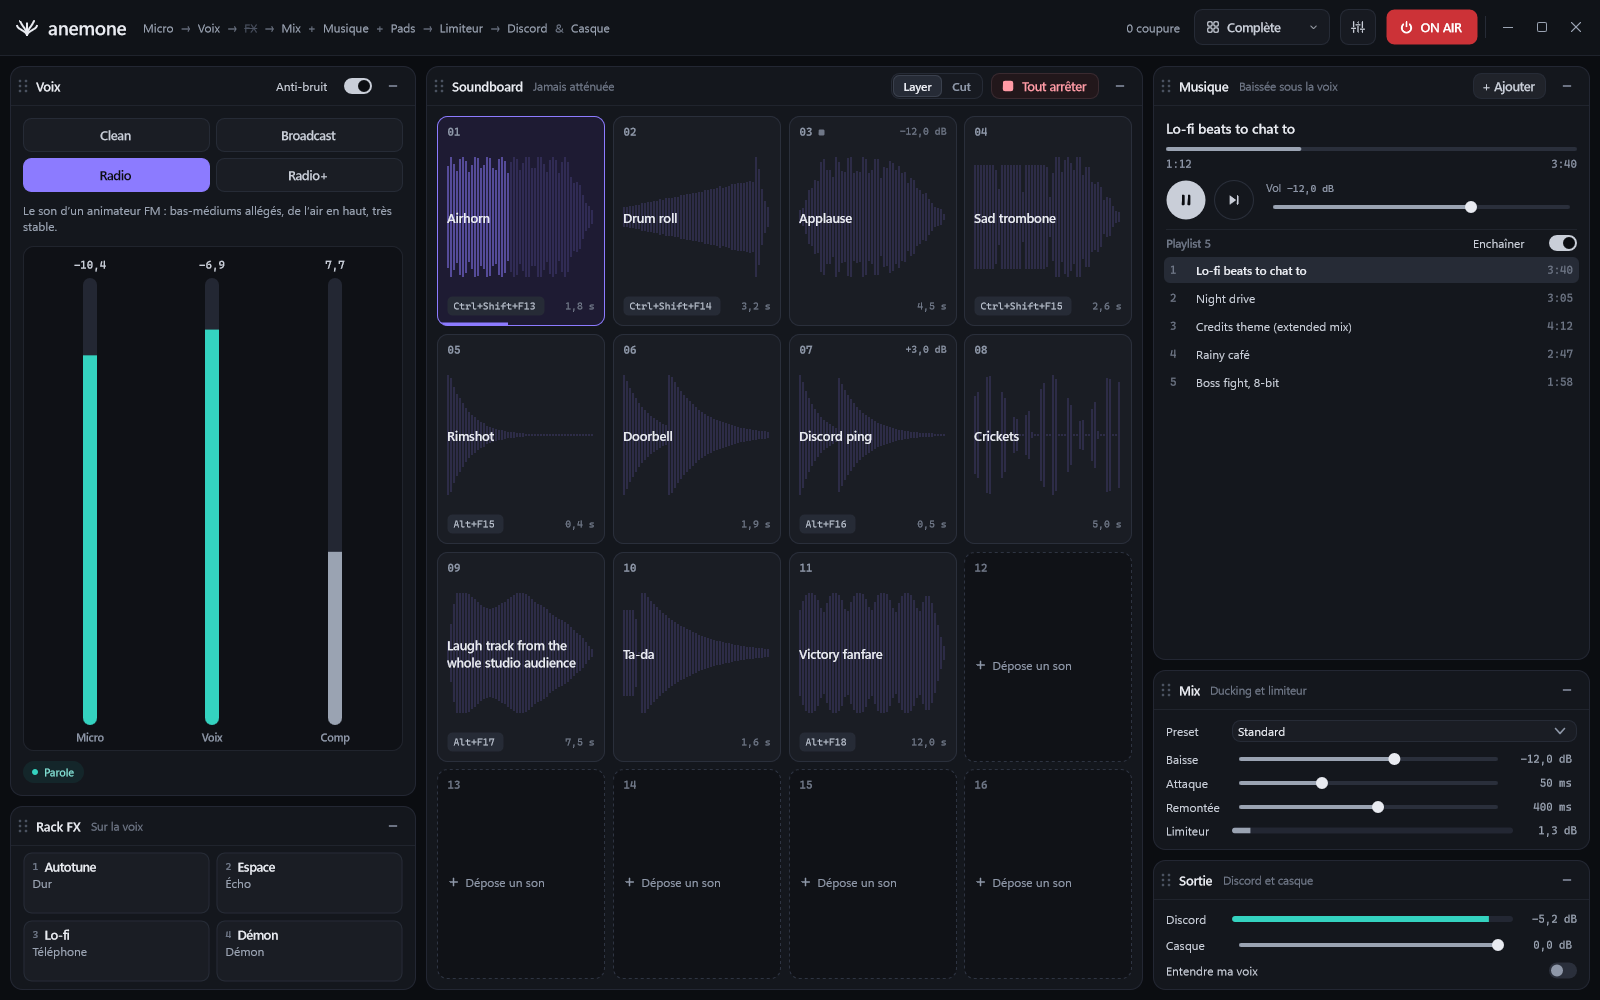 anemone
Micro → Voix → FX → Mix + Musique + Pads → Limiteur → Discord & Casque
0 coupure
Complète
ON AIR
Voix
Anti-bruit
Clean
Broadcast
Radio
Radio+
Le son d'un animateur FM : bas-médiums allégés, de l'air en haut, très
stable.
−10,4
−6,9
7,7
Micro
Voix
Comp
Parole
Rack FX Sur la voix
1 Autotune
Dur
2 Espace
Écho
3 Lo-fi
Téléphone
4 Démon
Démon
Soundboard Jamais atténuée
Layer
Cut
Tout arrêter
01
Airhorn
Ctrl+Shift+F13 1,8 s
02
Drum roll
Ctrl+Shift+F14 3,2 s
03 −12,0 dB
Applause
4,5 s
04
Sad trombone
Ctrl+Shift+F15 2,6 s
05
Rimshot
Alt+F15 0,4 s
06
Doorbell
1,9 s
07 +3,0 dB
Discord ping
Alt+F16 0,5 s
08
Crickets
5,0 s
09
Laugh track from the
whole studio audience
Alt+F17 7,5 s
10
Ta-da
1,6 s
11
Victory fanfare
Alt+F18 12,0 s
12
+ Dépose un son
13
+ Dépose un son
14
+ Dépose un son
15
+ Dépose un son
16
+ Dépose un son
Musique Baissée sous la voix
+ Ajouter
Lo-fi beats to chat to
1:12 3:40
Vol −12,0 dB
Playlist 5
Enchaîner
1 Lo-fi beats to chat to 3:40
2 Night drive 3:05
3 Credits theme (extended mix) 4:12
4 Rainy café 2:47
5 Boss fight, 8-bit 1:58
Mix Ducking et limiteur
Preset Standard
Baisse −12,0 dB
Attaque 50 ms
Remontée 400 ms
Limiteur 1,3 dB
Sortie Discord et casque
Discord −5,2 dB
Casque 0,0 dB
Entendre ma voix